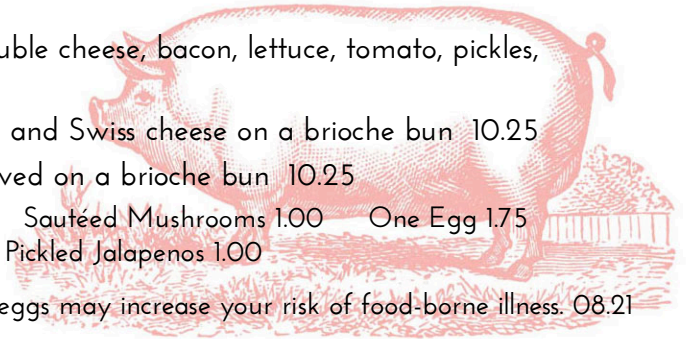 cheese, bacon, lettuce, tomato, pickles,
and Swiss cheese on a brioche bun 10.25
on a brioche bun 10.25
Sautéed Mushrooms 1.00 One Egg 1.75
Pickled Jalapenos 1.00
eggs may increase your risk of food-borne illness. 08.21